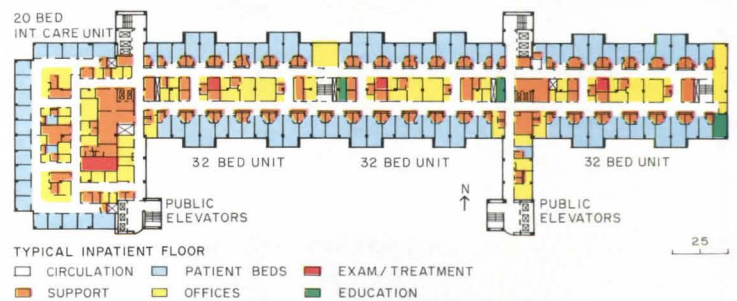 20 BED
INT CARE UNIT
32 BED UNIT
32 BED UNIT
32 BED UNIT
PUBLIC
ELEVATORS
N
PUBLIC
ELEVATORS
25
TYPICAL INPATIENT FLOOR
CIRCULATION
PATIENT BEDS
EXAM./TREATMENT
SUPPORT
OFFICES
EDUCATION